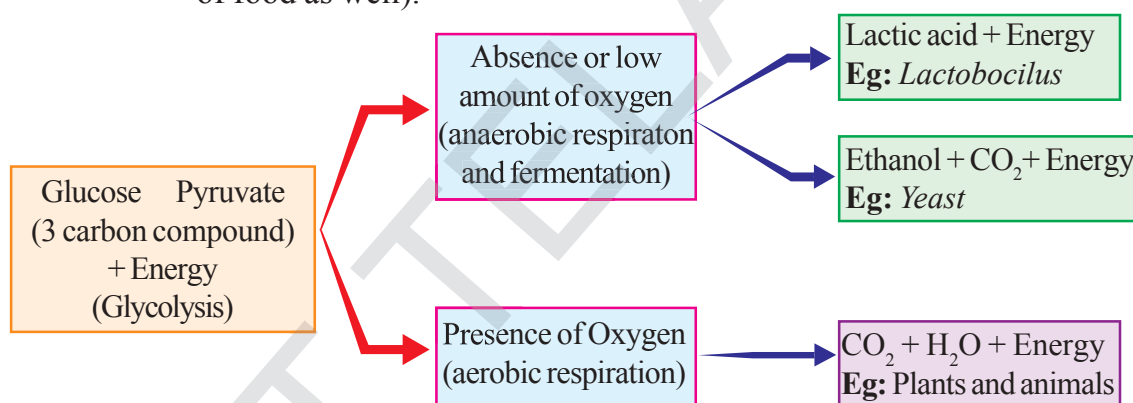 of food as well).
Lactic acid + Energy
Eg: Lactobocilus
Absence or low
amount of oxygen
(anaerobic respiraton
and fermentation)
Ethanol + CO₂+ Energy
Eg: Yeast
Glucose Pyruvate
(3 carbon compound)
+ Energy
(Glycolysis)
Presence of Oxygen
(aerobic respiration)
CO₂ + H₂O + Energy
Eg: Plants and animals